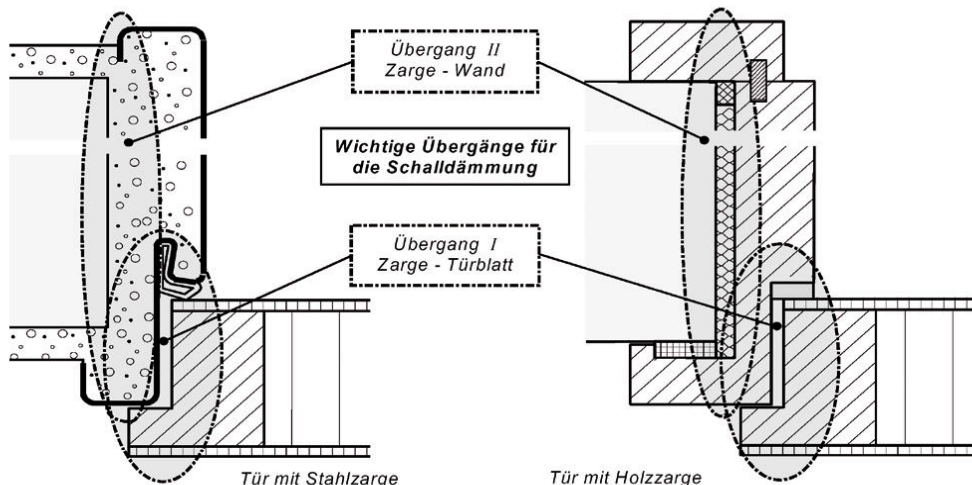 Übergang II
Zarge - Wand
Wichtige Übergänge für
die Schalldämmung
Übergang I
Zarge - Türblatt
Tür mit Stahlzarge
Tür mit Holzzarge